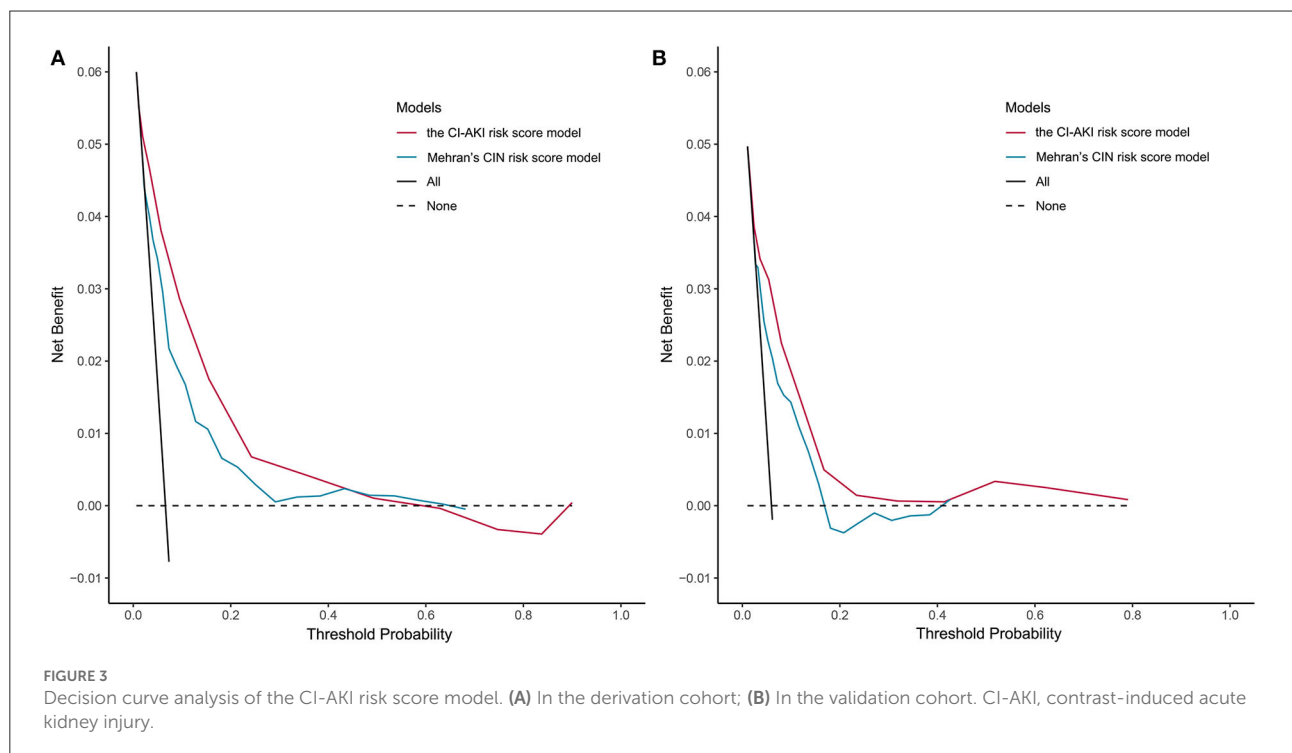 A
0.06
0.05
0.04
0.03
0.02
0.01
0.00
−0.01
Net Benefit
0.0
0.2
0.4
0.6
0.8
1.0
Threshold Probability
Models
the CI-AKI risk score model
Mehran's CIN risk score model
All
None
B
0.06
0.05
0.04
0.03
0.02
0.01
0.00
−0.01
Net Benefit
0.0
0.2
0.4
0.6
0.8
1.0
Threshold Probability
Models
the CI-AKI risk score model
Mehran's CIN risk score model
All
None
FIGURE 3
Decision curve analysis of the CI-AKI risk score model. (A) In the derivation cohort; (B) In the validation cohort. CI-AKI, contrast-induced acute
kidney injury.